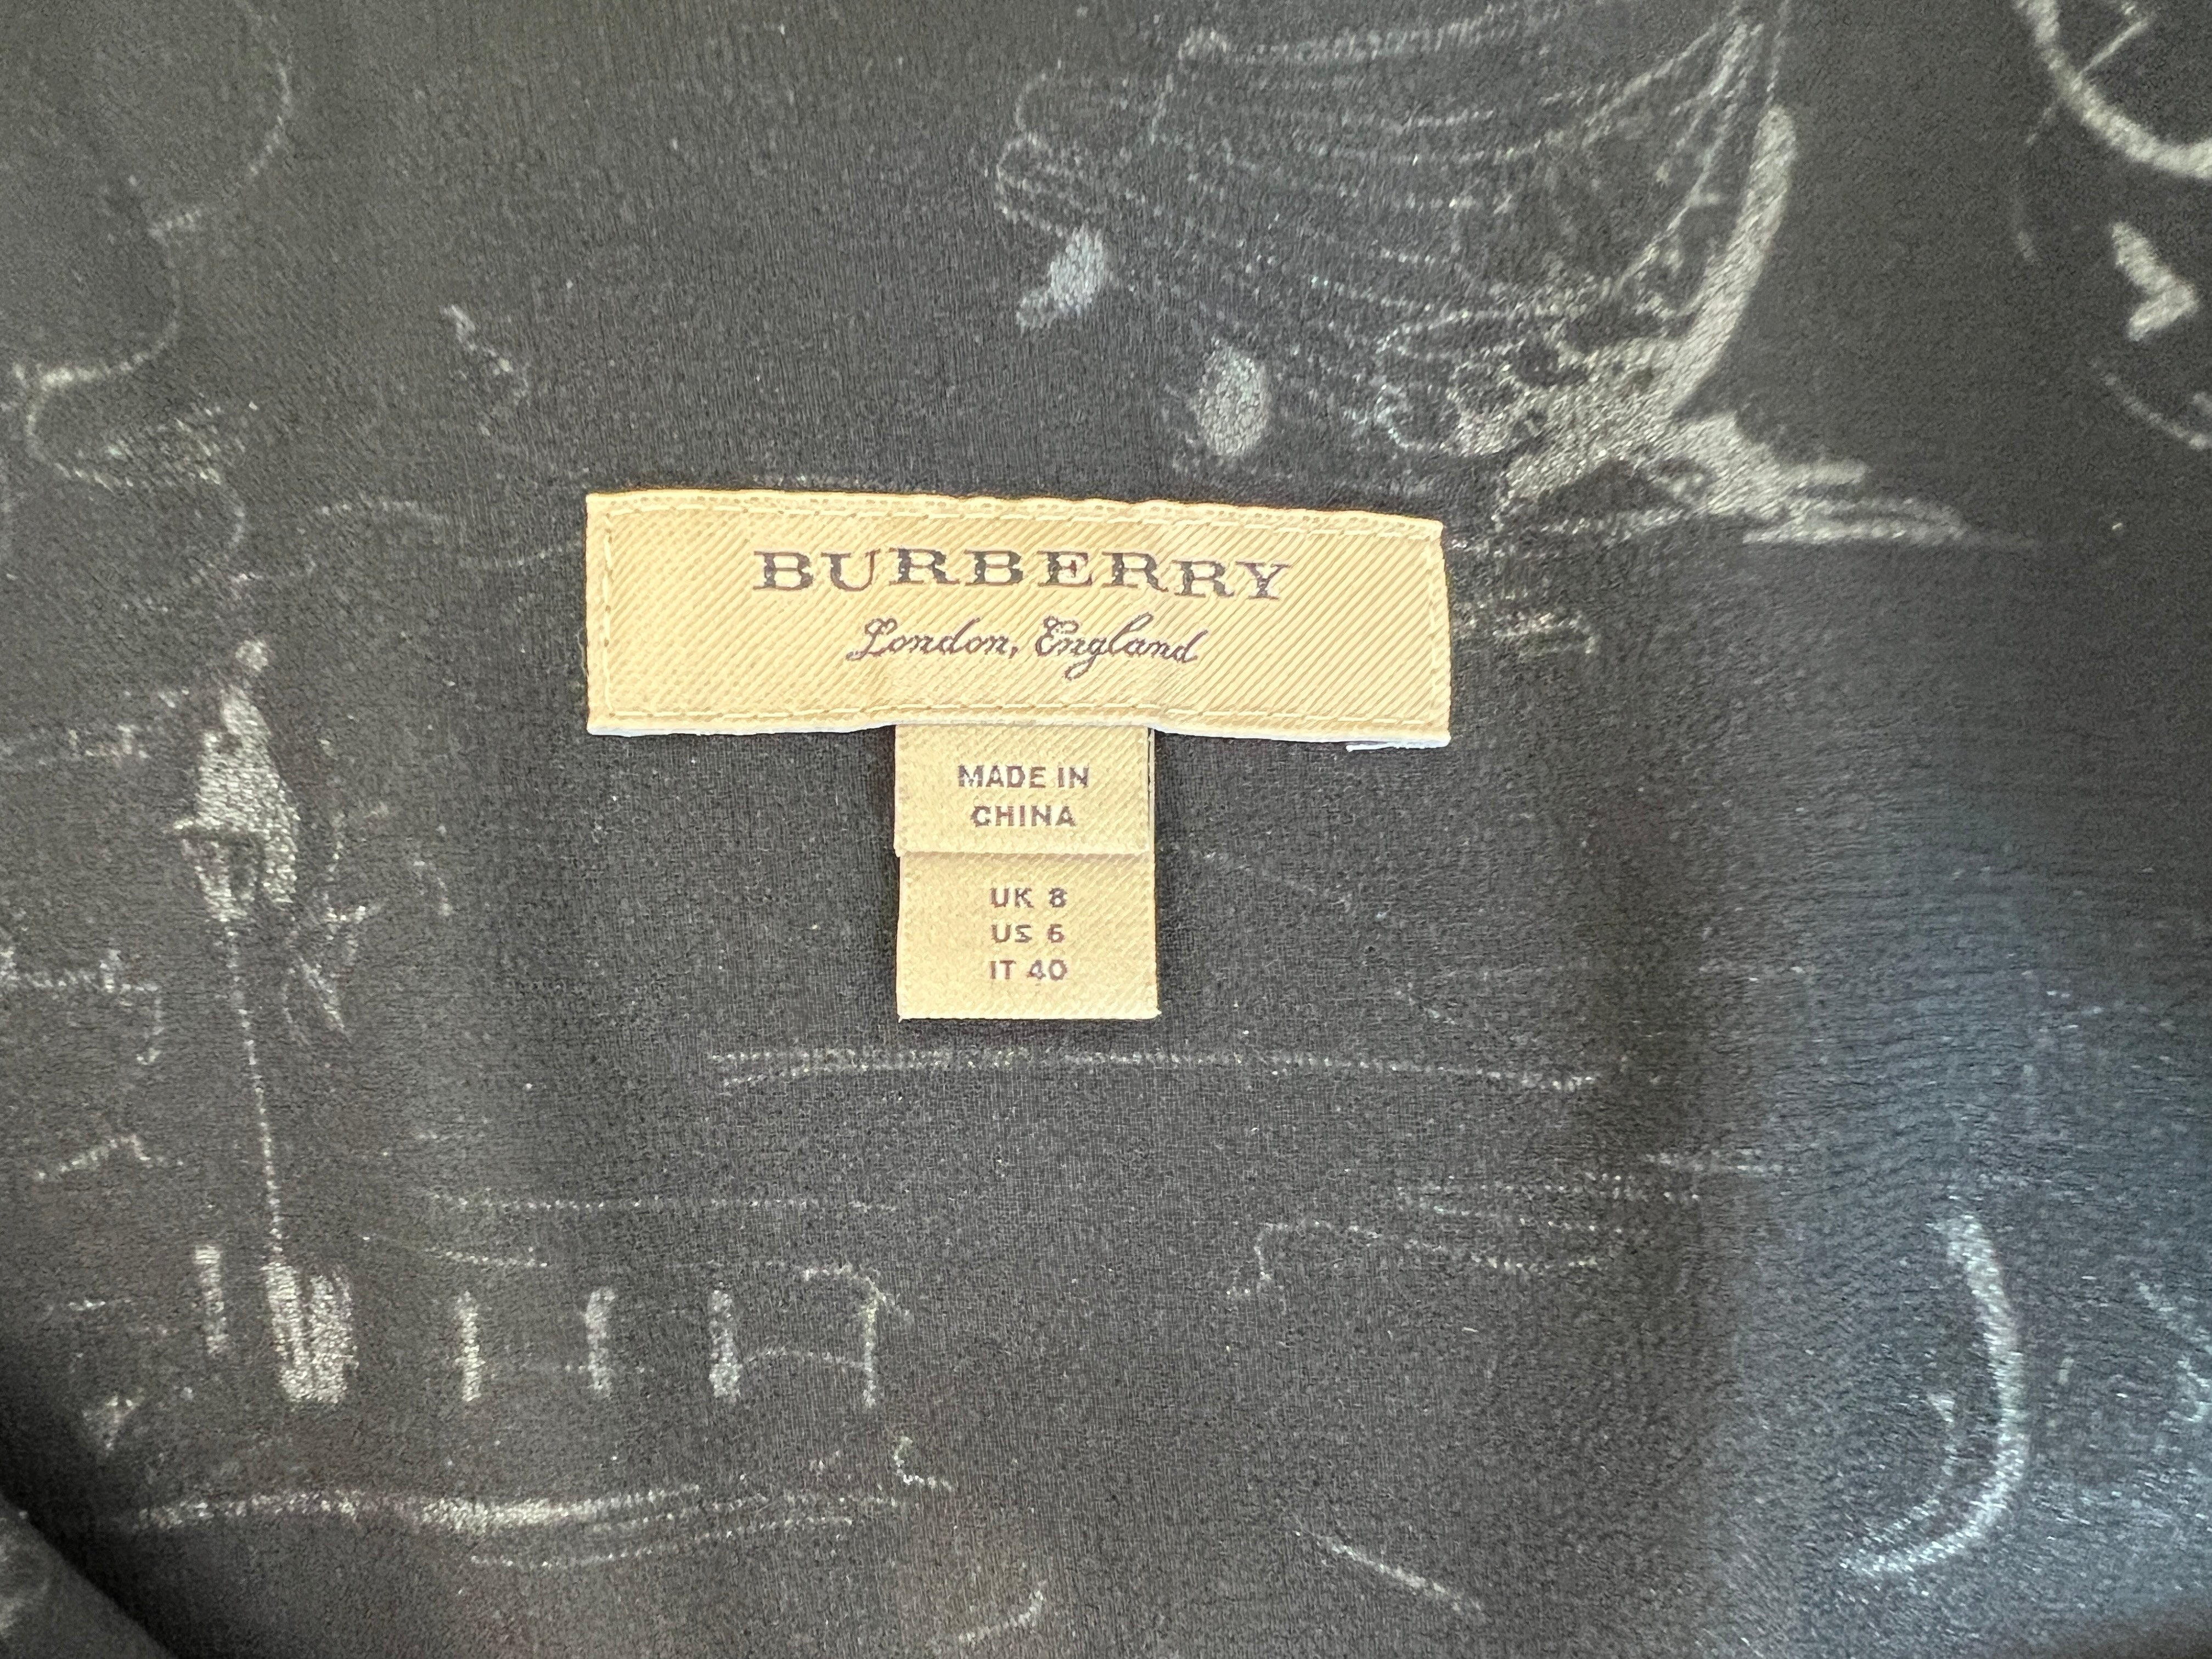 BURBERRY
London, England
MADE IN
CHINA
UK 8
US 6
IT 40